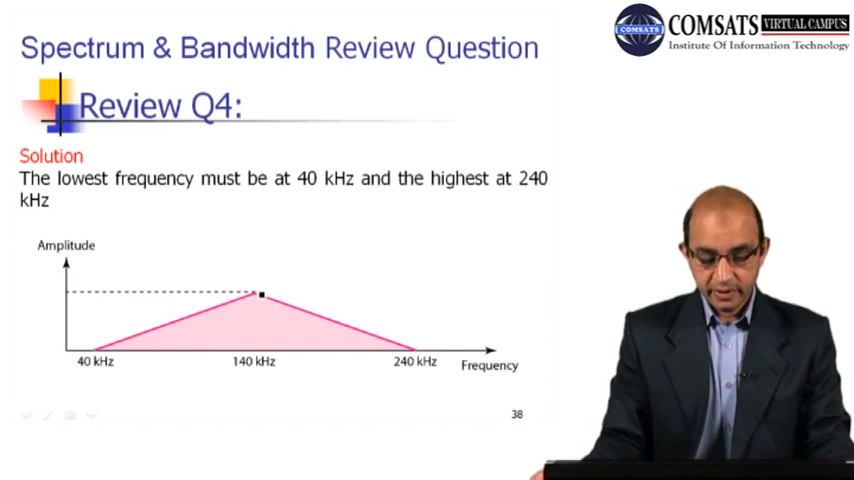 COMSATS
COMSATS VIRTUAL CAMPUS
Institute Of Information Technology
Spectrum & Bandwidth Review Question
Review Q4:
Solution
The lowest frequency must be at 40 kHz and the highest at 240
kHz
Amplitude
40 kHz
140 kHz
240 kHz
Frequency
38